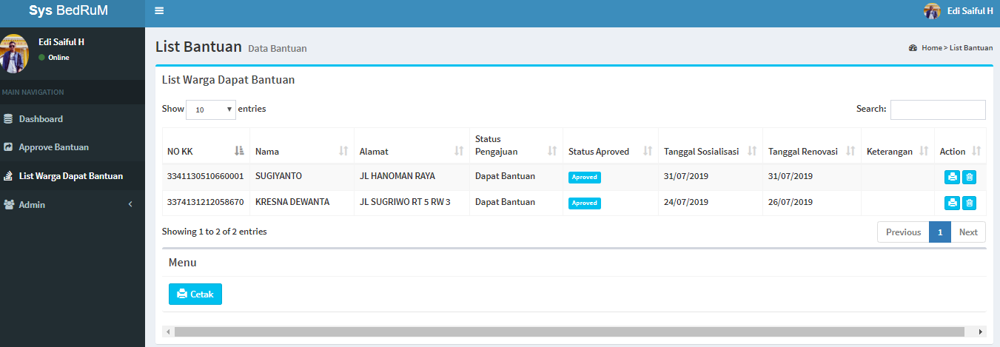 Sys BedRuM
Edi Saiful H
Edi Saiful H
Online
MAIN NAVIGATION
Dashboard
Approve Bantuan
List Warga Dapat Bantuan
Admin
List Bantuan Data Bantuan
Home > List Bantuan
List Warga Dapat Bantuan
Show 10 entries
Search:
NO KK Nama Alamat Status Pengajuan Status Aproved Tanggal Sosialisasi Tanggal Renovasi Keterangan Action
3341130510660001 SUGIYANTO JL HANOMAN RAYA Dapat Bantuan Aproved 31/07/2019 31/07/2019
3374131212058670 KRESNA DEWANTA JL SUGRIWO RT 5 RW 3 Dapat Bantuan Aproved 24/07/2019 26/07/2019
Showing 1 to 2 of 2 entries
Previous 1 Next
Menu
Cetak